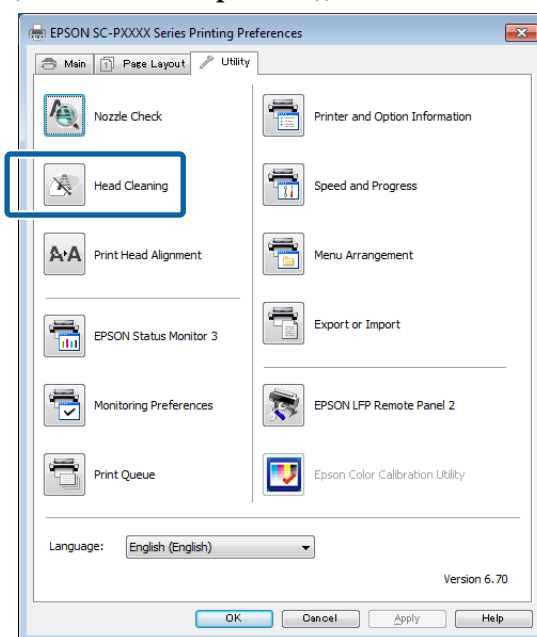 EPSON SC-PXXXX Series Printing Preferences
Main Page Layout Utility
Nozzle Check
Printer and Option Information
Head Cleaning
Speed and Progress
A A Print Head Alignment
Menu Arrangement
Export or Import
EPSON Status Monitor 3
Monitoring Preferences
EPSON LFP Remote Panel 2
Print Queue
Epson Color Calibration Utility
Language: English (English)
Version 6.70
OK Cancel Apply Help